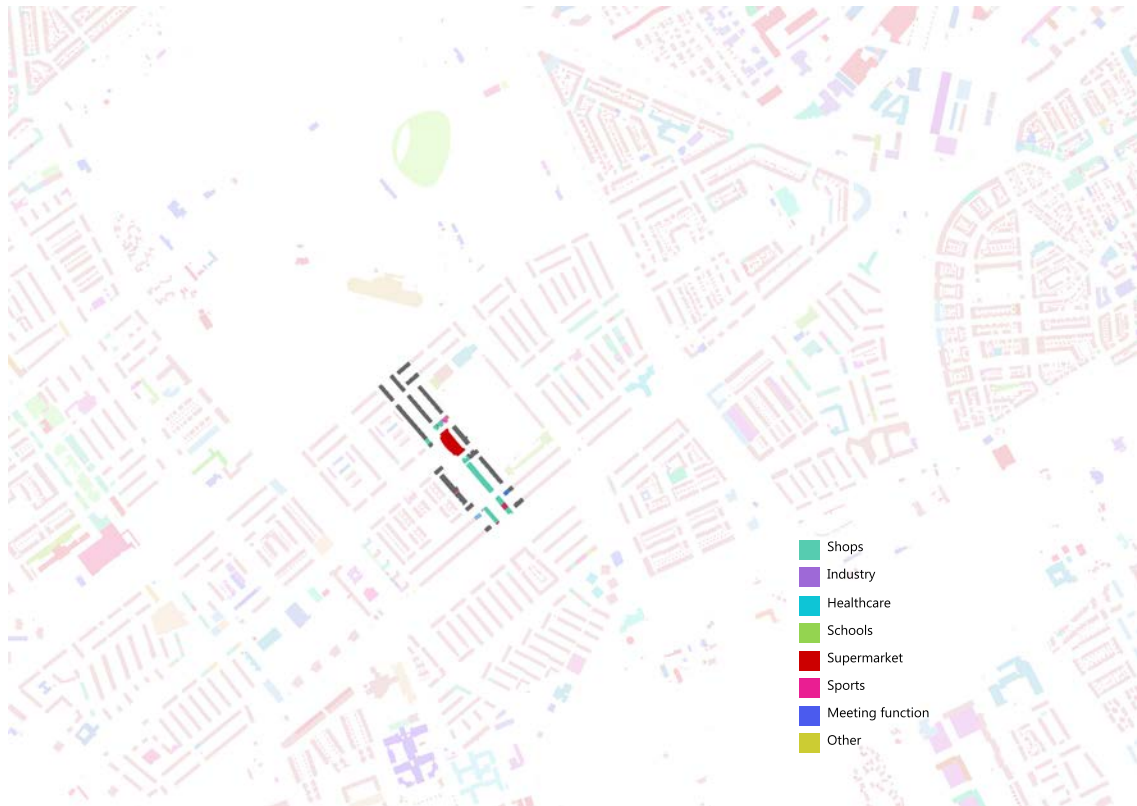 Shops
Industry
Healthcare
Schools
Supermarket
Sports
Meeting function
Other